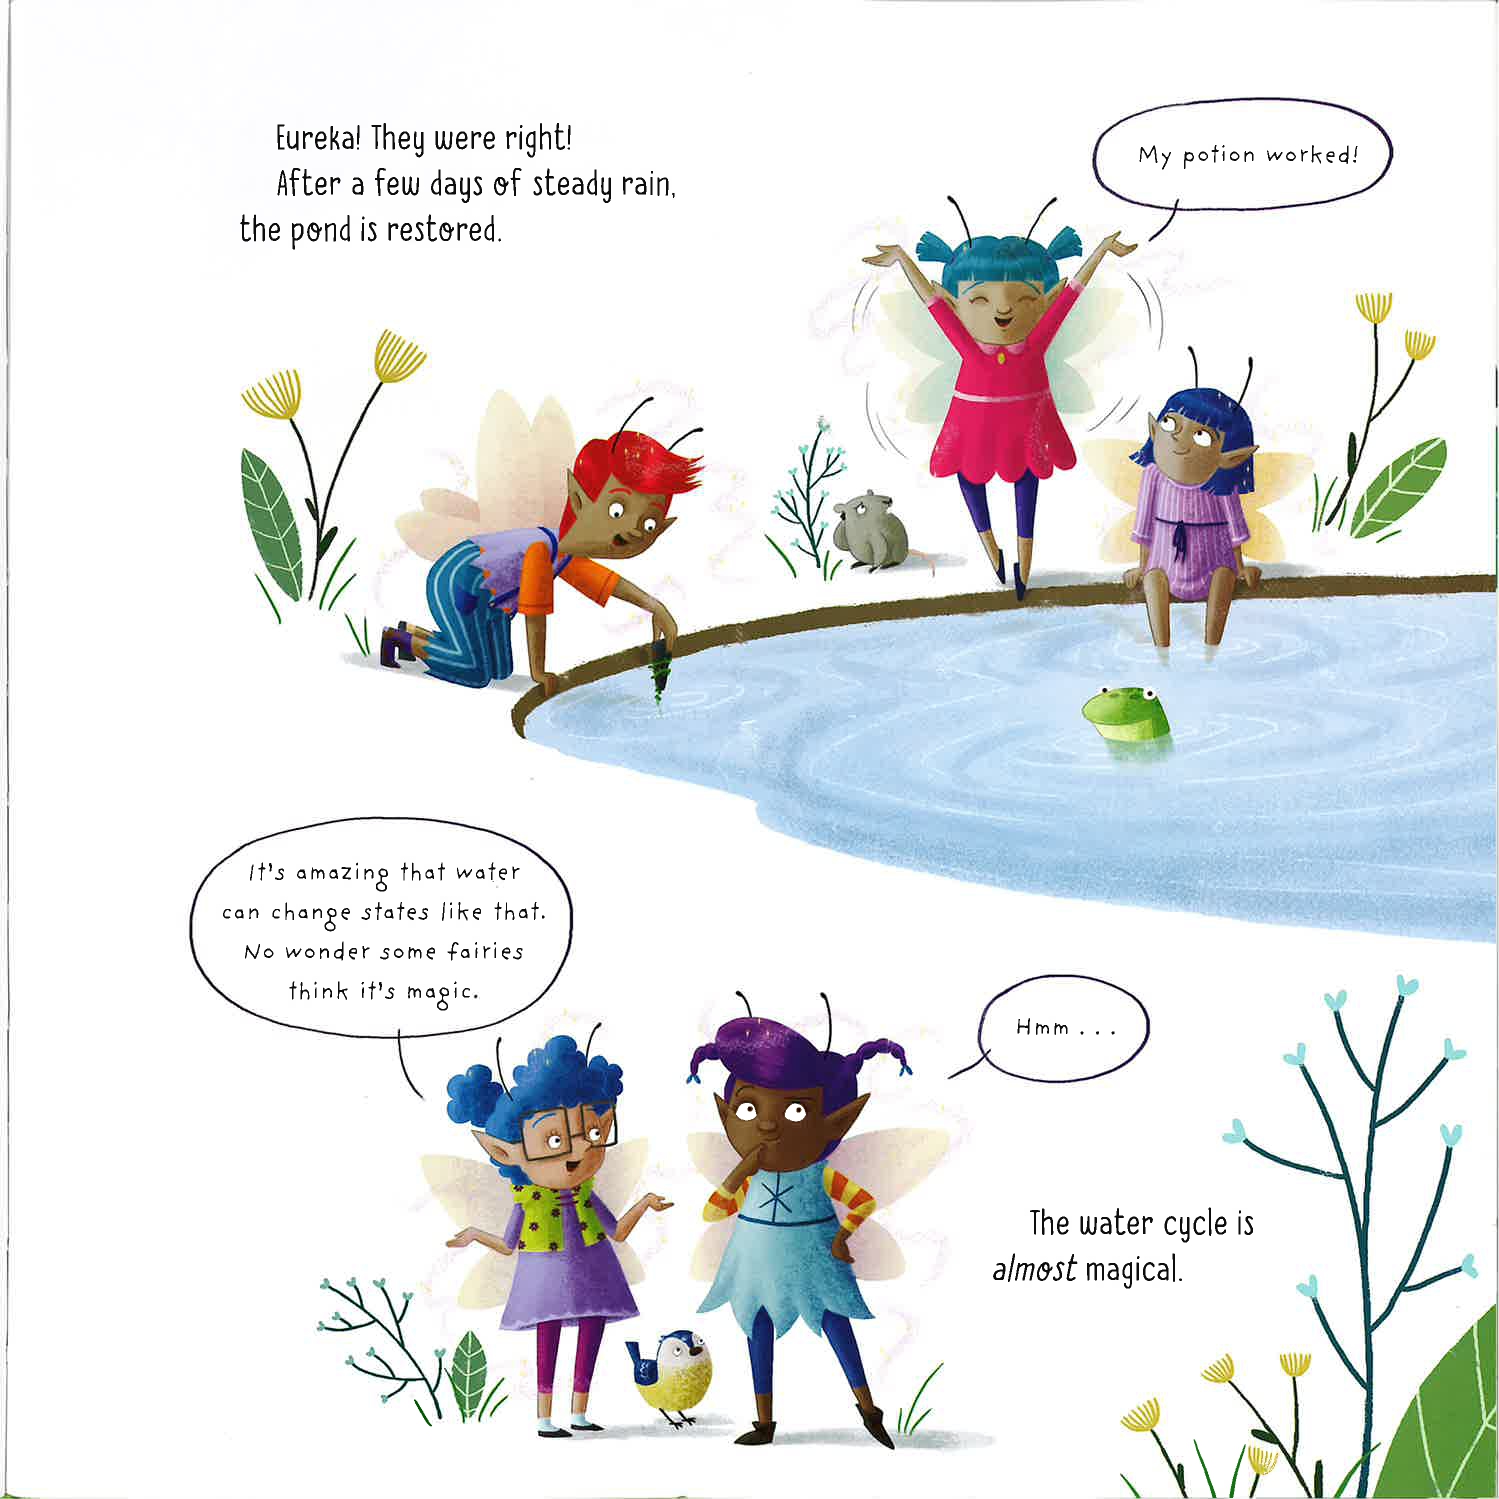 Eureka! They were right!
After a few days of steady rain,
the pond is restored.
My potion worked!
It's amazing that water
can change states like that.
No wonder some fairies
think it's magic.
Hmm . . .
The water cycle is
almost magical.